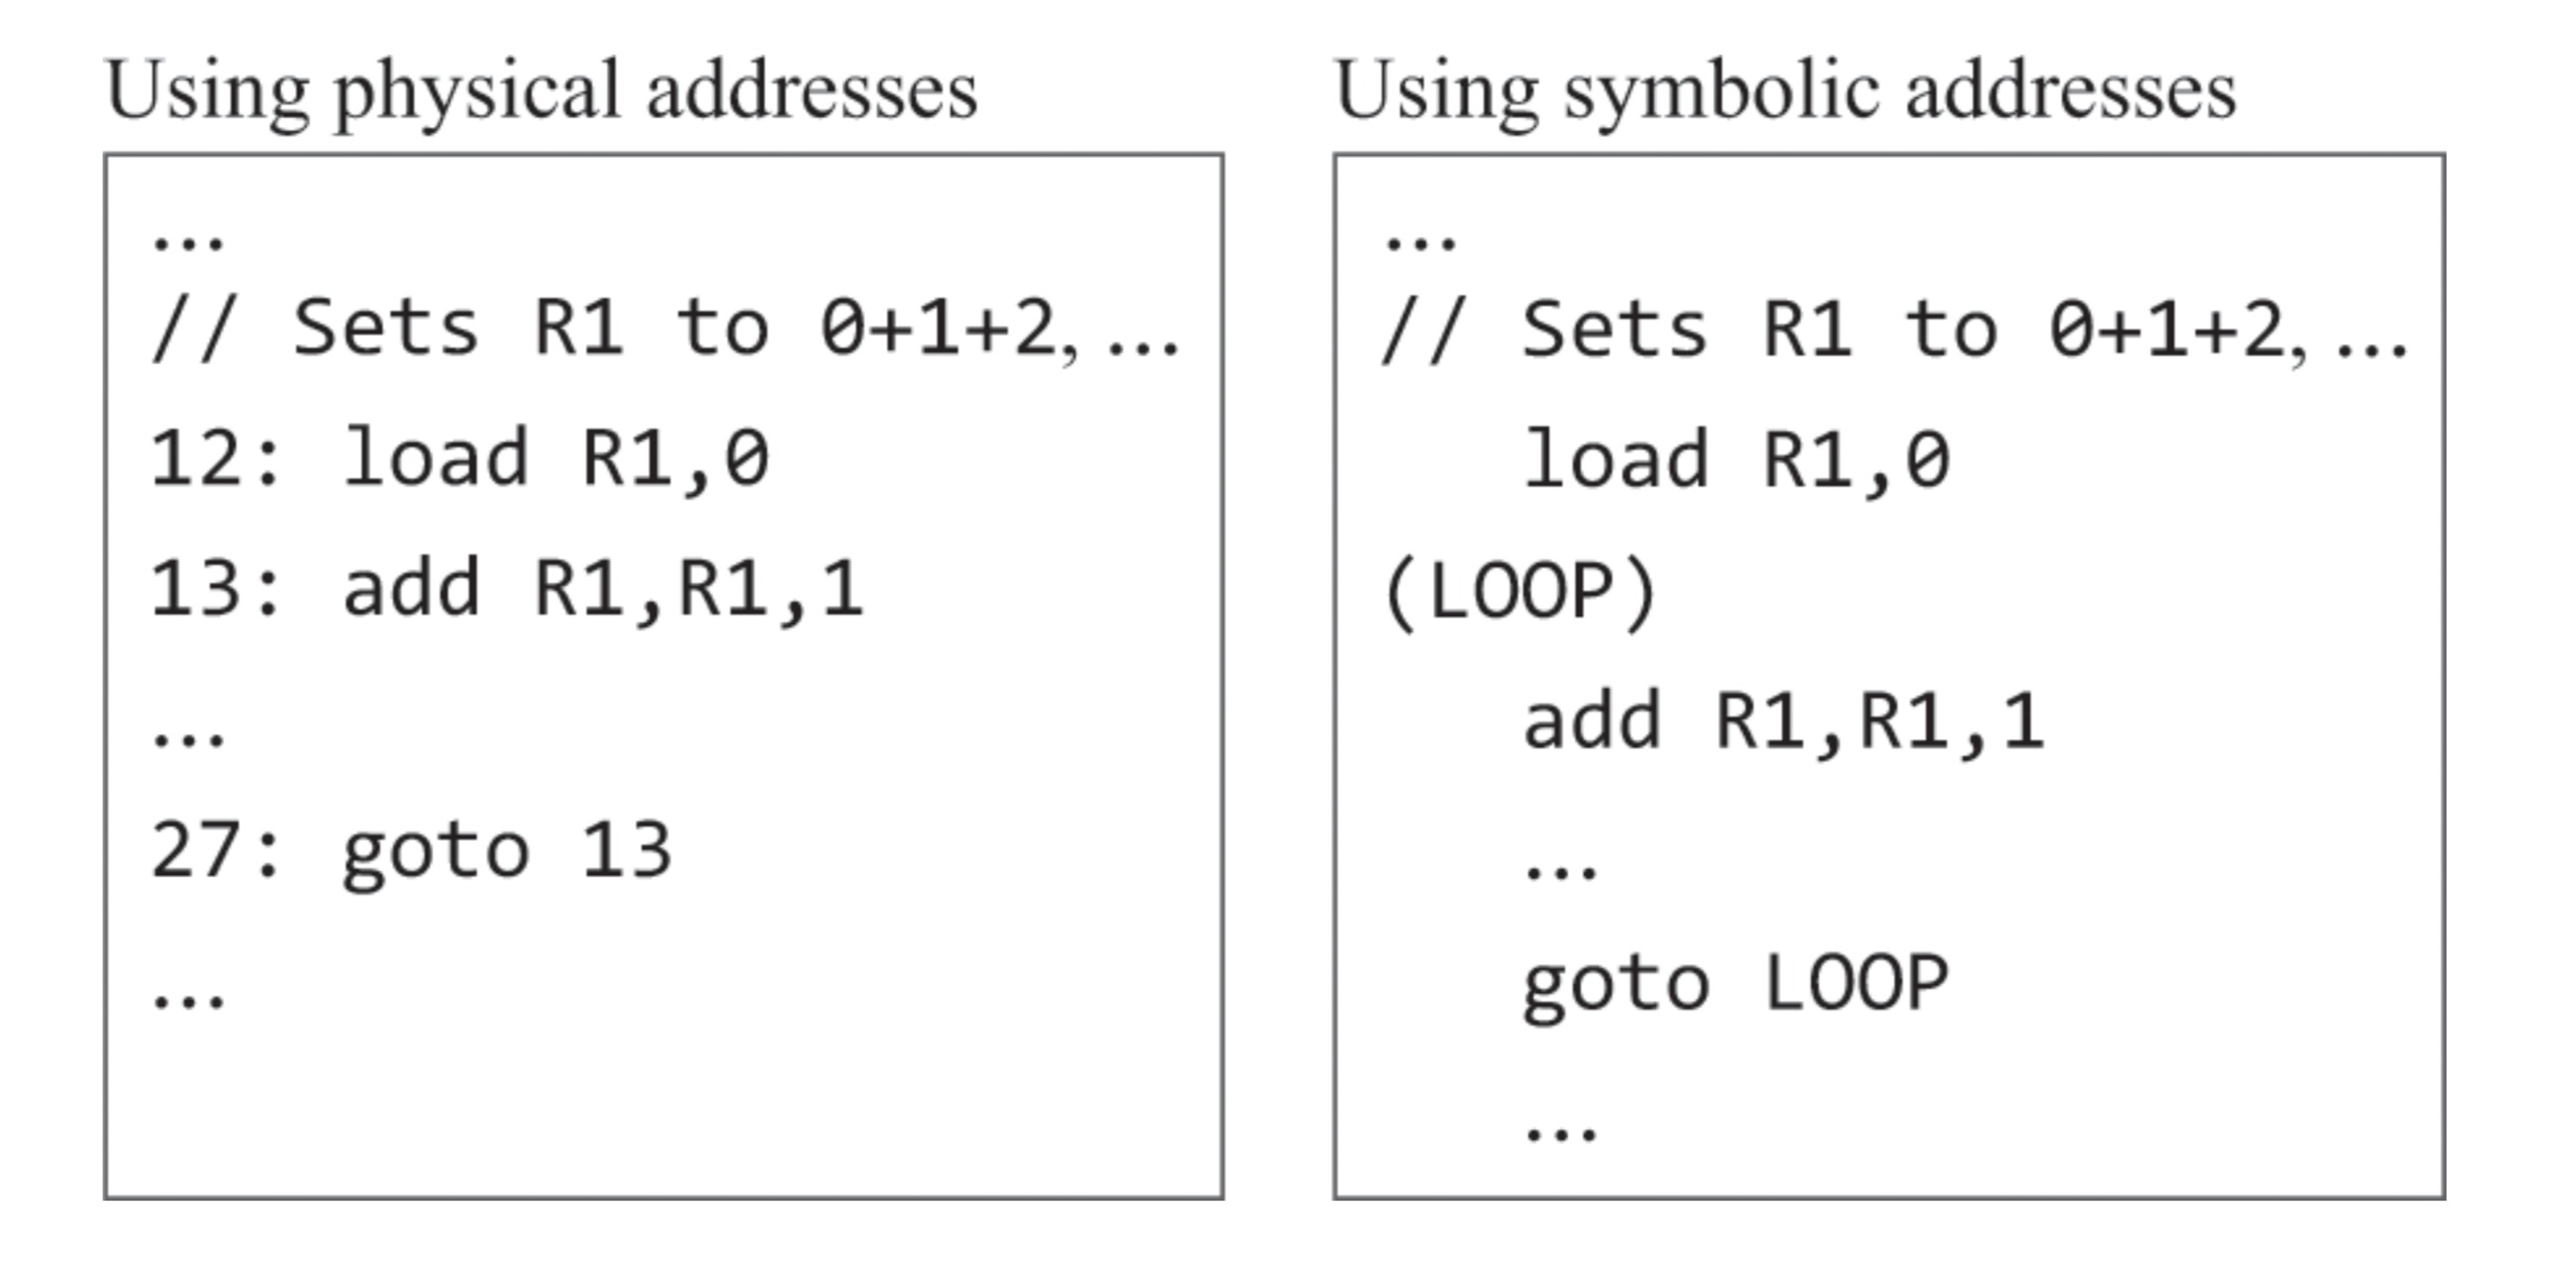 Using physical addresses
...
// Sets R1 to 0+1+2, ...
12: load R1,0
13: add R1,R1,1
...
27: goto 13
...
Using symbolic addresses
...
// Sets R1 to 0+1+2, ...
load R1,0
(LOOP)
add R1,R1,1
...
goto LOOP
...